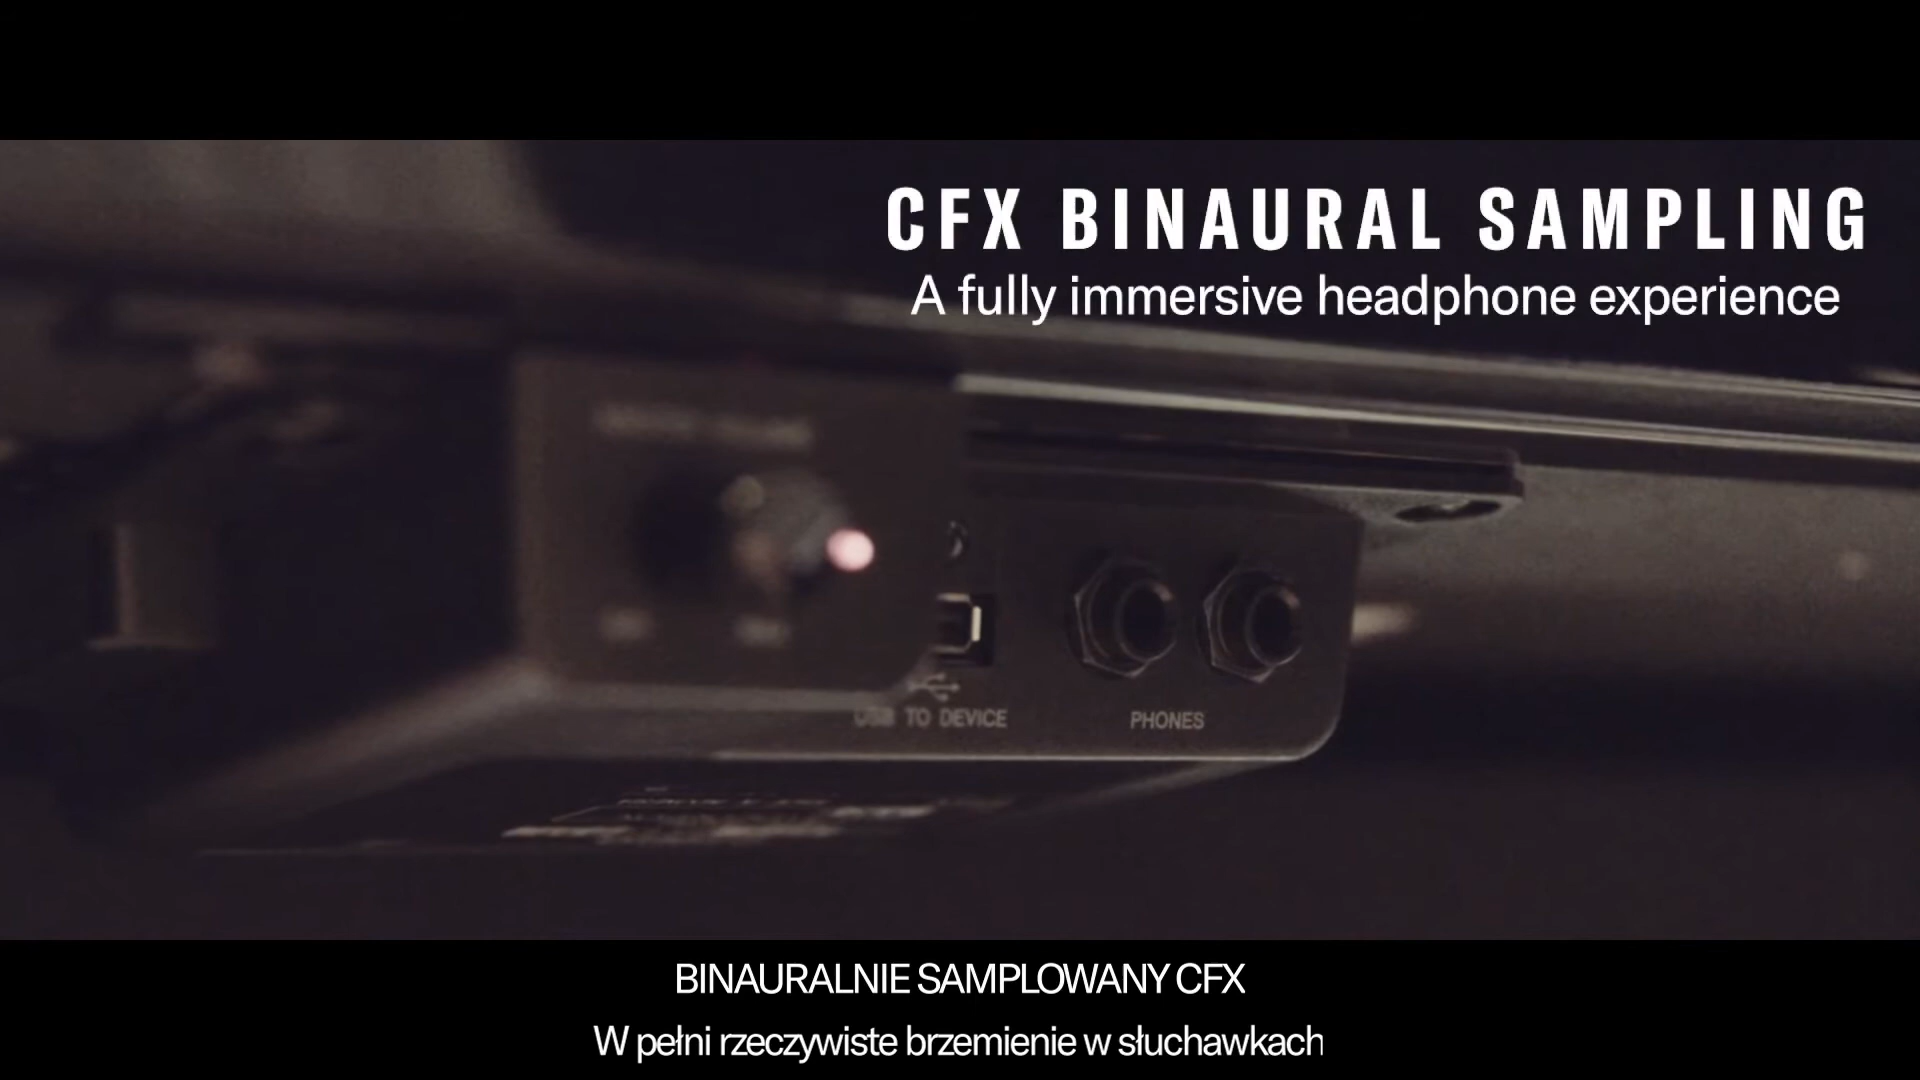 CFX BINAURAL SAMPLING
A fully immersive headphone experience
USB TO DEVICE
PHONES
BINAURALNIE SAMPLOWANY CFX
W pełni rzeczywiste brzemienie w słuchawkach